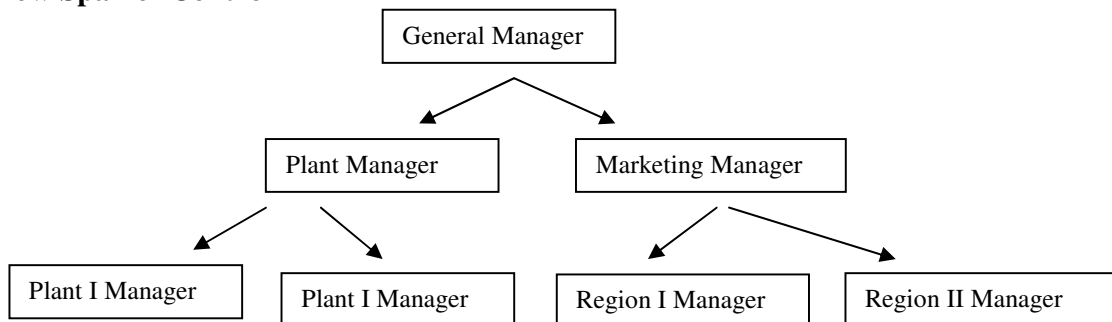 General Manager
Plant Manager
Marketing Manager
Plant I Manager
Plant I Manager
Region I Manager
Region II Manager